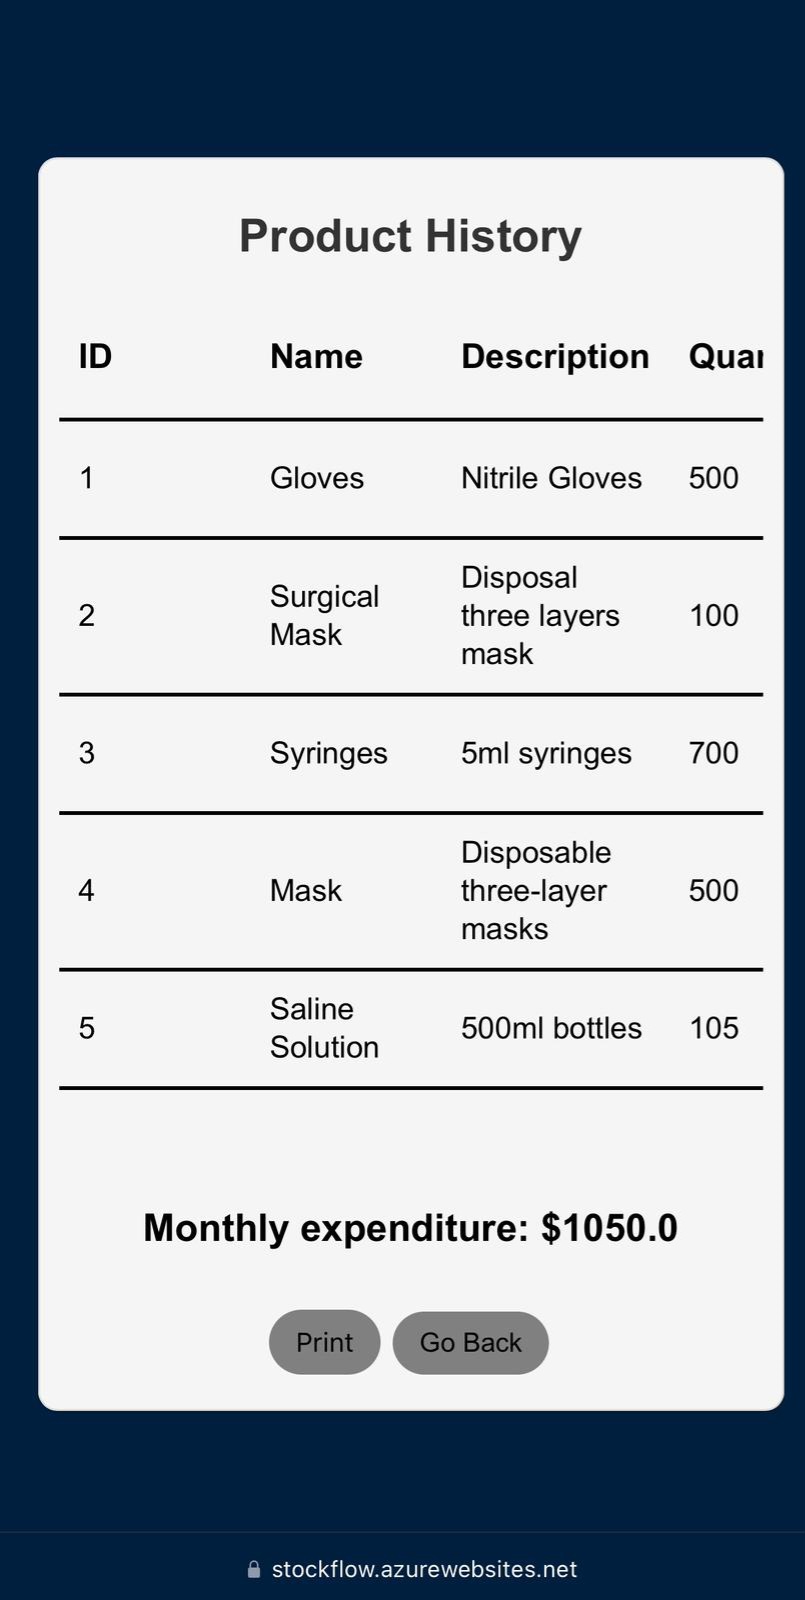 Product History
ID Name Description Quan
1 Gloves Nitrile Gloves 500
2 Surgical Mask Disposal three layers mask 100
3 Syringes 5ml syringes 700
4 Mask Disposable three-layer masks 500
5 Saline Solution 500ml bottles 105
Monthly expenditure: $1050.0
Print Go Back
stockflow.azurewebsites.net